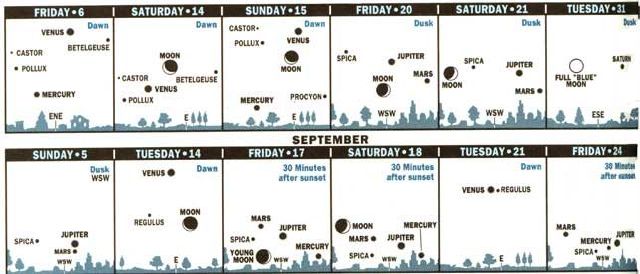 FRIDAY • 6
Dawn
VENUS
BETELGEUSE
CASTOR
POLLUX
MERCURY
ENE
SATURDAY • 14
Dawn
MOON
CASTOR
BETELGEUSE
VENUS
POLLUX
E
SUNDAY • 15
Dawn
CASTOR
VENUS
POLLUX
MOON
MERCURY
PROCYON
E
FRIDAY • 20
Dusk
SPICA
JUPITER
MARS
MOON
WSW
SATURDAY • 21
Dusk
SPICA
JUPITER
MOON
MARS
WSW
TUESDAY • 31
Dusk
SATURN
FULL "BLUE"
MOON
ESE
SEPTEMBER
SUNDAY • 5
Dusk
WSW
SPICA
JUPITER
MARS
WSW
TUESDAY • 14
Dawn
VENUS
REGULUS
MOON
E
FRIDAY • 17
30 Minutes
after sunset
MARS
JUPITER
SPICA
YOUNG
MOON
MERCURY
WSW
SATURDAY • 18
30 Minutes
after sunset
MOON
MERCURY
MARS
JUPITER
SPICA
WSW
TUESDAY • 21
Dawn
VENUS
REGULUS
E
FRIDAY • 24
30 Minutes
after sunset
MARS
SPICA
JUPITER
MERCURY
WSW